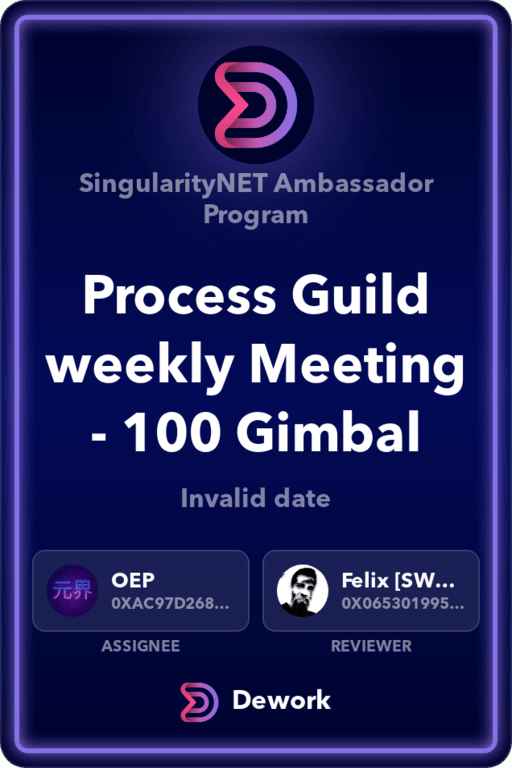 SingularityNET Ambassador
Program
Process Guild
weekly Meeting
- 100 Gimbal
Invalid date
元界
OEP
0XAC97D268...
Felix [SW...
0X065301995...
ASSIGNEE
REVIEWER
Dework